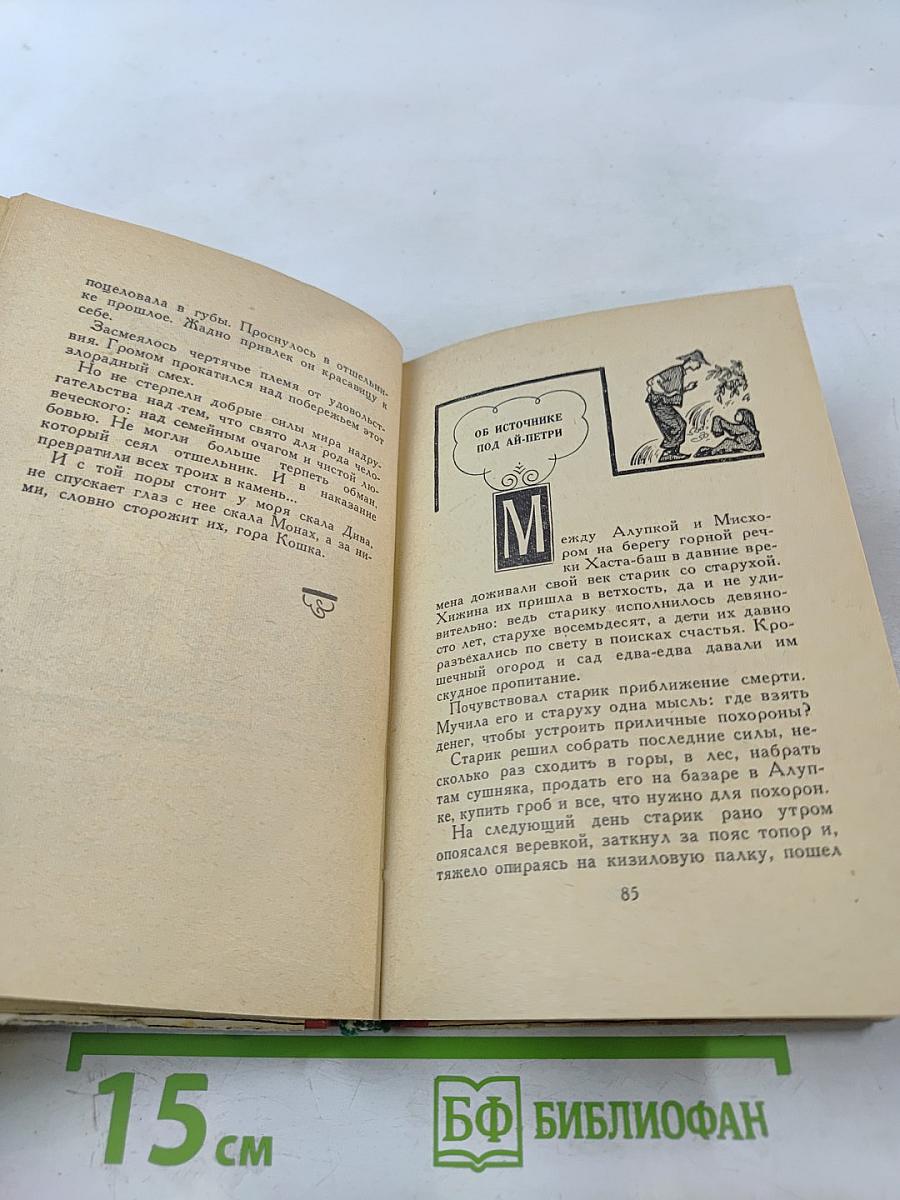 поцеловала в губы. Проснулось в отшельни-
ке прошлое. Жадно привлек он красавицу к
себе.
Засмеялось чертячье племя от удовольст-
вия. Громом прокатился над побережьем этот
злорадный смех.
Но не стерпели добрые силы мира надру-
гательства над тем, что свято для рода чело-
веческого: над семейным очагом и чистой лю-
бовью. Не могли больше терпеть обман,
который сеял отшельник. И в наказание
превратили всех троих в камень...
И с той поры стоит у моря скала Дива,
не спускает глаз с нее скала Монах, а за ни-
ми, словно сторожит их, гора Кошка.
ОБ ИСТОЧНИКЕ
ПОД АЙ-ПЕТРИ
Между Алупкой и Мисхо-
ром на берегу горной реч-
ки Хаста-баш в давние вре-
мена доживали свой век старик со старухой.
Хижина их пришла в ветхость, да и не уди-
вительно: ведь старику исполнилось девяно-
сто лет, старухе восемьдесят, а дети их давно
разъехались по свету в поисках счастья. Кро-
шечный огород и сад едва-едва давали им
скудное пропитание.
Почувствовал старик приближение смерти.
Мучила его и старуху одна мысль: где взять
денег, чтобы устроить приличные похороны?
Старик решил собрать последние силы, не-
сколько раз сходить в горы, в лес, набрать
там сушняка, продать его на базаре в Алуп-
ке, купить гроб и все, что нужно для похорон.
На следующий день старик рано утром
опоясался веревкой, заткнул за пояс топор и,
тяжело опираясь на кизиловую палку, пошел
85
15 см
БФ БИБЛИОФАН